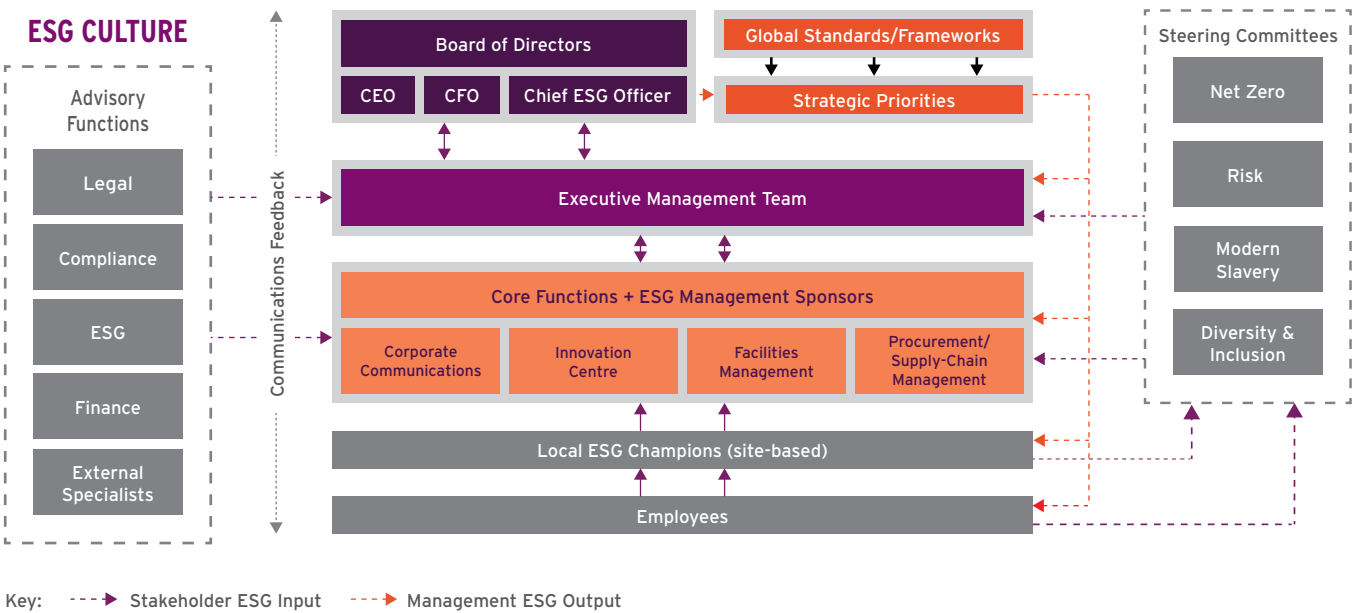 ESG CULTURE
Advisory
Functions
Legal
Compliance
ESG
Finance
External
Specialists
Communications Feedback
Board of Directors
CEO
CFO
Chief ESG Officer
Global Standards/Frameworks
Strategic Priorities
Executive Management Team
Core Functions + ESG Management Sponsors
Corporate
Communications
Innovation
Centre
Facilities
Management
Procurement/
Supply-Chain
Management
Local ESG Champions (site-based)
Employees
Steering Committees
Net Zero
Risk
Modern
Slavery
Diversity &
Inclusion
Key: Stakeholder ESG Input Management ESG Output